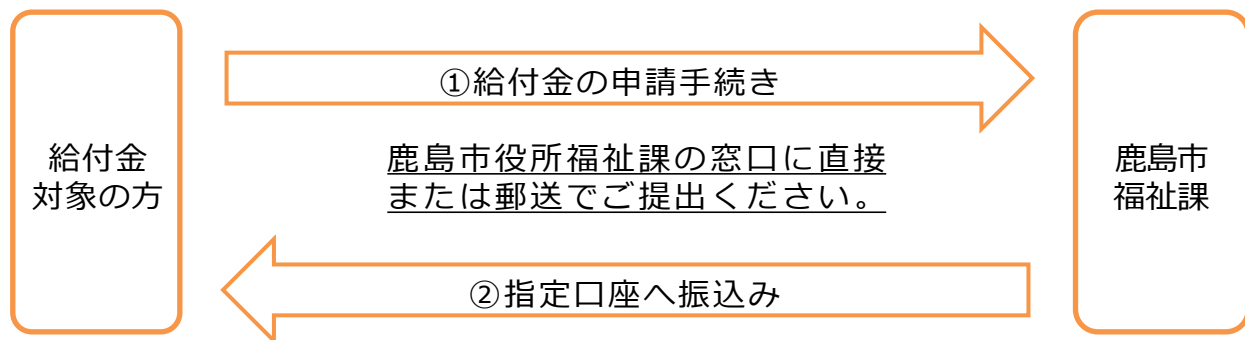 ①給付金の申請手続き
給付金
対象の方
鹿島市役所福祉課の窓口に直接
または郵送でご提出ください。
鹿島市
福祉課
②指定口座へ振込み